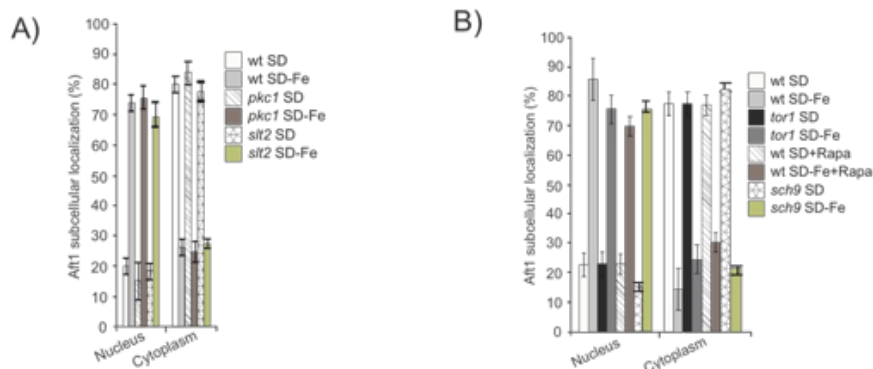 A)
Aft1 subcellular localization (%)
100
90
80
70
60
50
40
30
20
10
0
Nucleus
Cytoplasm
wt SD
wt SD-Fe
pkc1 SD
pkc1 SD-Fe
slt2 SD
slt2 SD-Fe
B)
Aft1 subcellular localization (%)
100
90
80
70
60
50
40
30
20
10
0
Nucleus
Cytoplasm
wt SD
wt SD-Fe
tor1 SD
tor1 SD-Fe
wt SD+Rapa
wt SD-Fe+Rapa
sch9 SD
sch9 SD-Fe